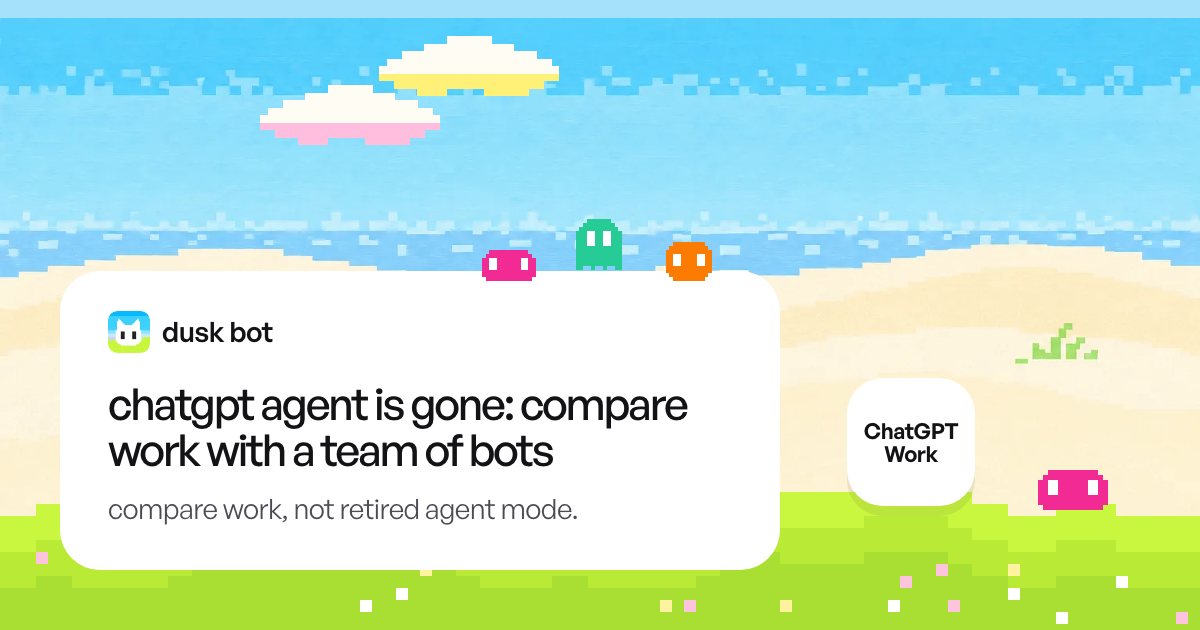 dusk bot
chatgpt agent is gone: compare
work with a team of bots
compare work, not retired agent mode.
ChatGPT
Work